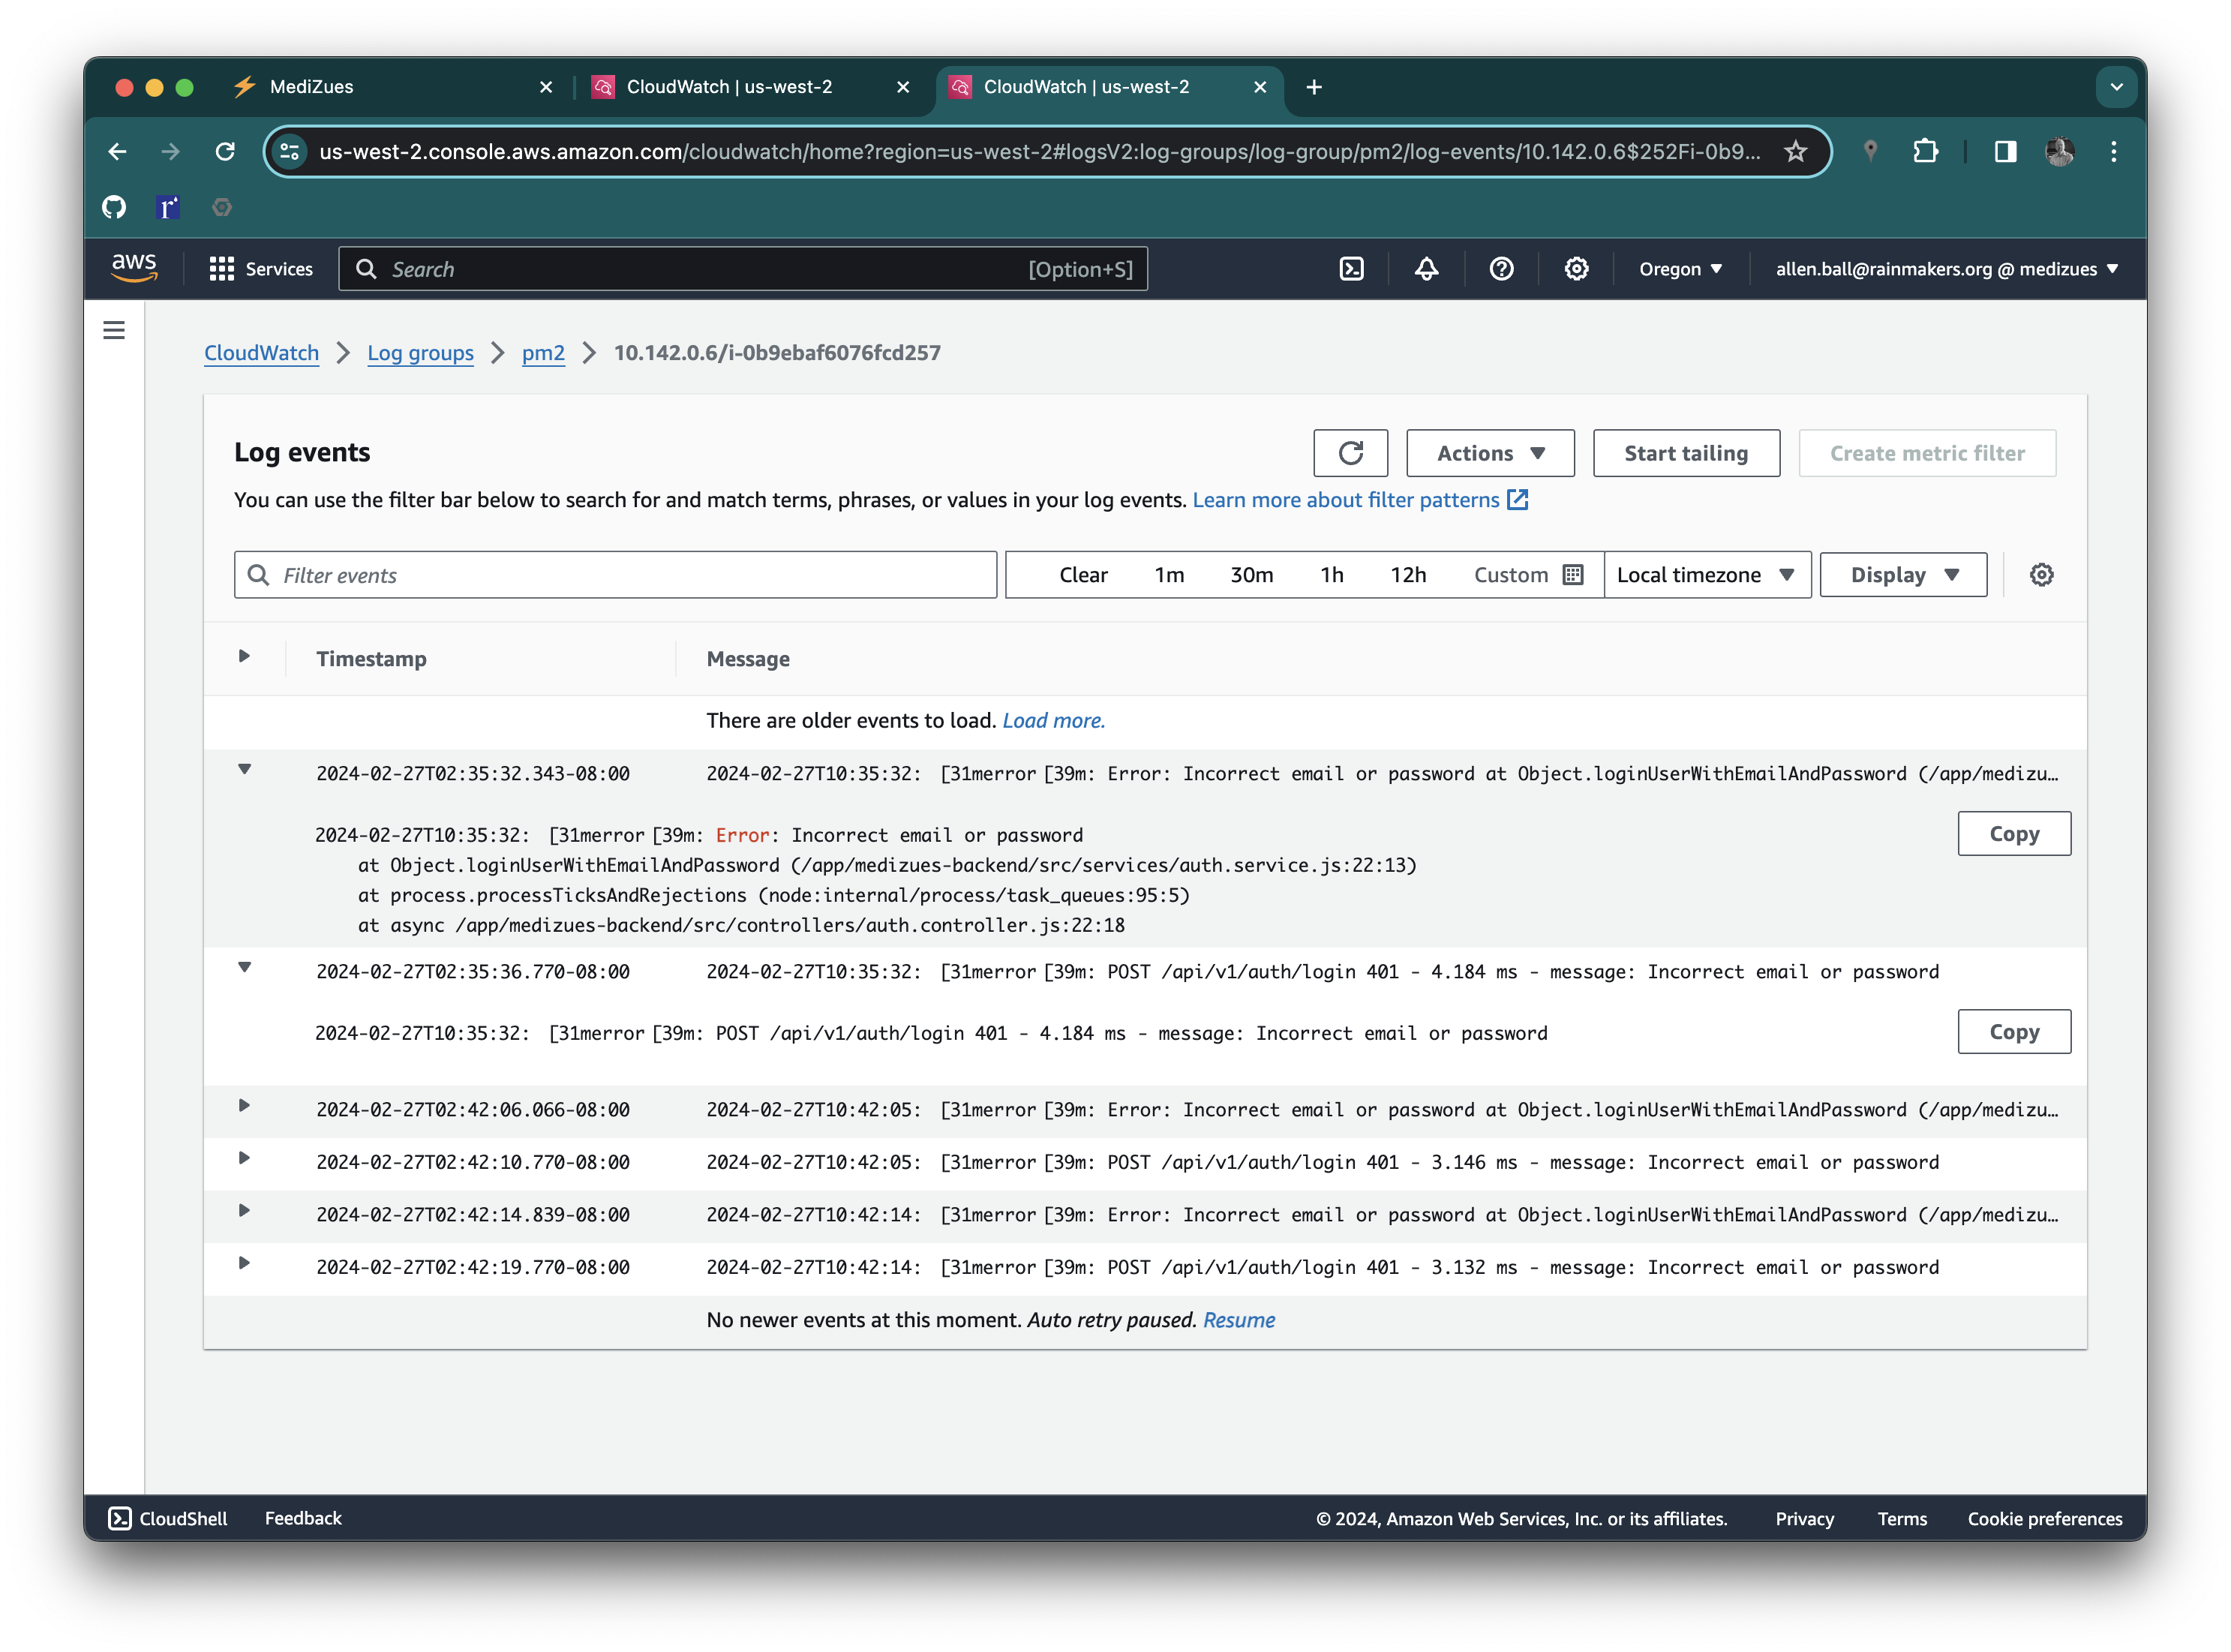 MediZues
CloudWatch | us-west-2
CloudWatch | us-west-2
us-west-2.console.aws.amazon.com/cloudwatch/home?region=us-west-2#logsV2:log-groups/log-group/pm2/log-events/10.142.0.6$252Fi-0b9...
r
aws
Services
Search
[Option+S]
Oregon
allen.ball@rainmakers.org @ medizues
CloudWatch
Log groups
pm2
10.142.0.6/i-0b9ebaf6076fcd257
Log events
Actions
Start tailing
Create metric filter
You can use the filter bar below to search for and match terms, phrases, or values in your log events. Learn more about filter patterns
Filter events
Clear
1m
30m
1h
12h
Custom
Local timezone
Display
Timestamp
Message
There are older events to load. Load more.
2024-02-27T02:35:32.343-08:00 2024-02-27T10:35:32: [31merror [39m: Error: Incorrect email or password at Object.loginUserWithEmailAndPassword (/app/medizu...
2024-02-27T10:35:32: [31merror [39m: Error: Incorrect email or password
Copy
at Object.loginUserWithEmailAndPassword (/app/medizues-backend/src/services/auth.service.js:22:13)
at process.processTicksAndRejections (node:internal/process/task_queues:95:5)
at async /app/medizues-backend/src/controllers/auth.controller.js:22:18
2024-02-27T02:35:36.770-08:00 2024-02-27T10:35:32: [31merror [39m: POST /api/v1/auth/login 401 - 4.184 ms - message: Incorrect email or password
2024-02-27T10:35:32: [31merror [39m: POST /api/v1/auth/login 401 - 4.184 ms - message: Incorrect email or password
Copy
2024-02-27T02:42:06.066-08:00 2024-02-27T10:42:05: [31merror [39m: Error: Incorrect email or password at Object.loginUserWithEmailAndPassword (/app/medizu...
2024-02-27T02:42:10.770-08:00 2024-02-27T10:42:05: [31merror [39m: POST /api/v1/auth/login 401 - 3.146 ms - message: Incorrect email or password
2024-02-27T02:42:14.839-08:00 2024-02-27T10:42:14: [31merror [39m: Error: Incorrect email or password at Object.loginUserWithEmailAndPassword (/app/medizu...
2024-02-27T02:42:19.770-08:00 2024-02-27T10:42:14: [31merror [39m: POST /api/v1/auth/login 401 - 3.132 ms - message: Incorrect email or password
No newer events at this moment. Auto retry paused. Resume
CloudShell
Feedback
© 2024, Amazon Web Services, Inc. or its affiliates.
Privacy
Terms
Cookie preferences